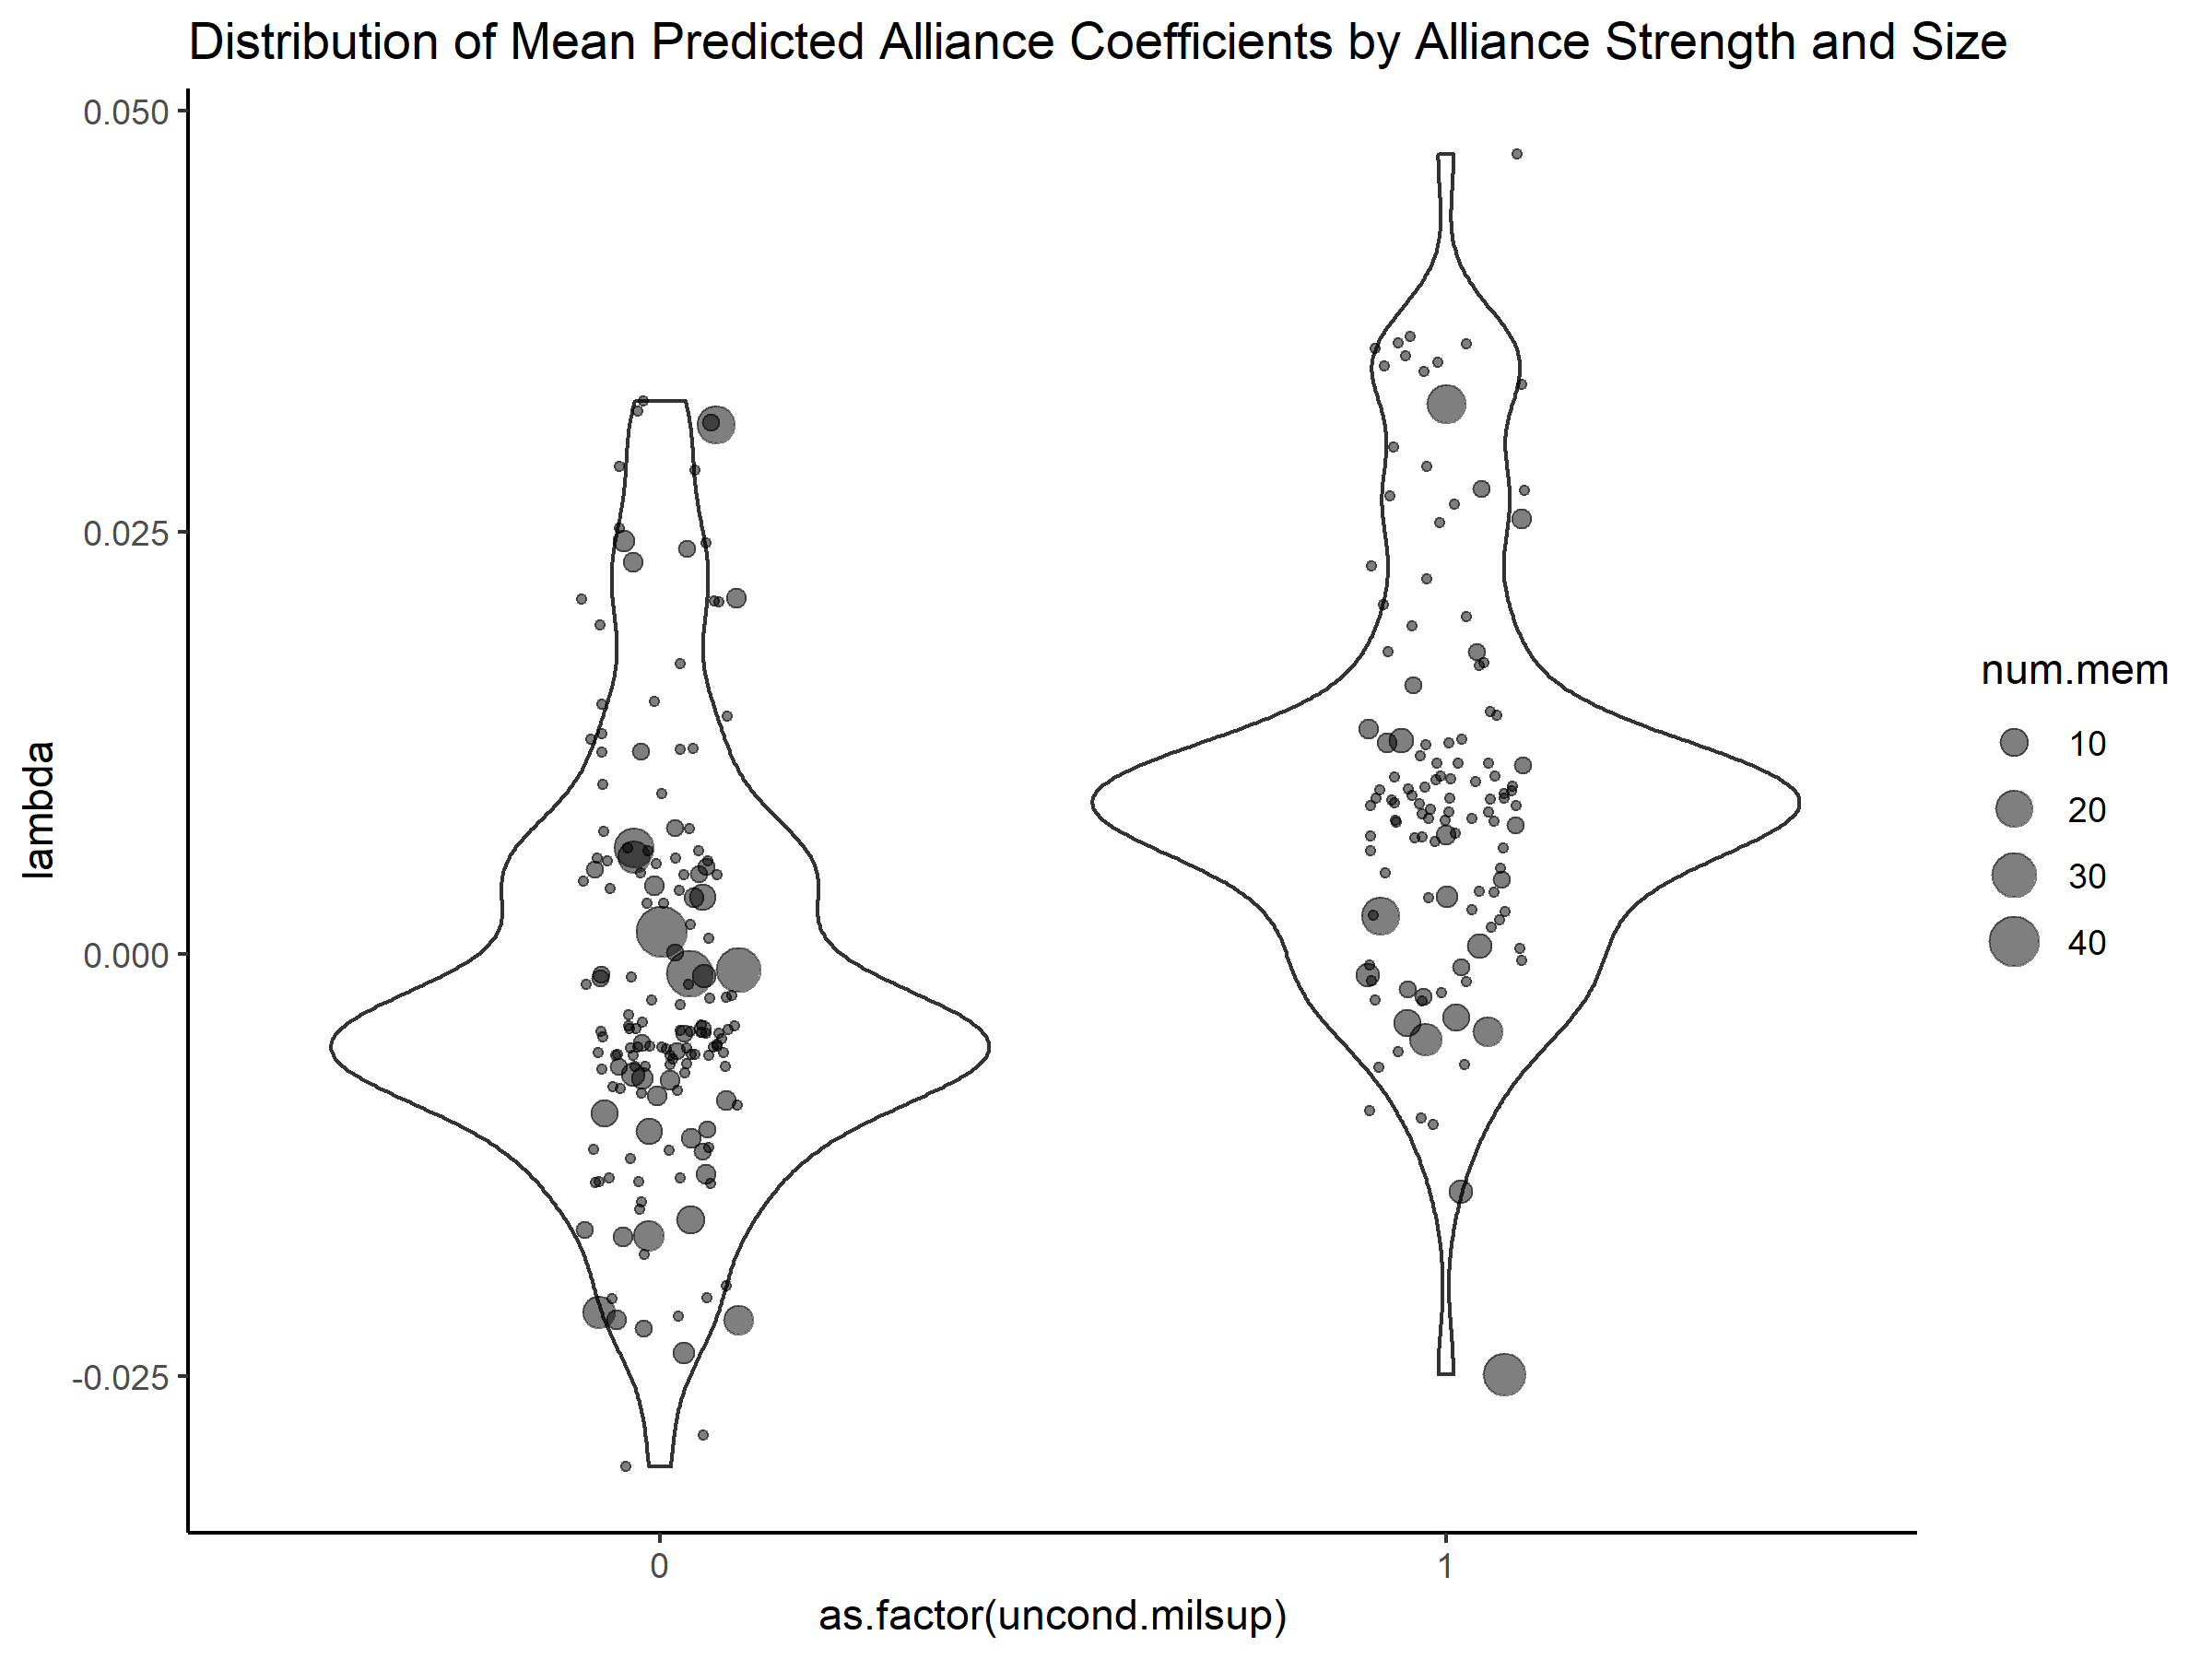 Distribution of Mean Predicted Alliance Coefficients by Alliance Strength and Size
0.050
0.025
0.000
-0.025
lambda
0
1
as.factor(uncond.milsup)
num.mem
10
20
30
40